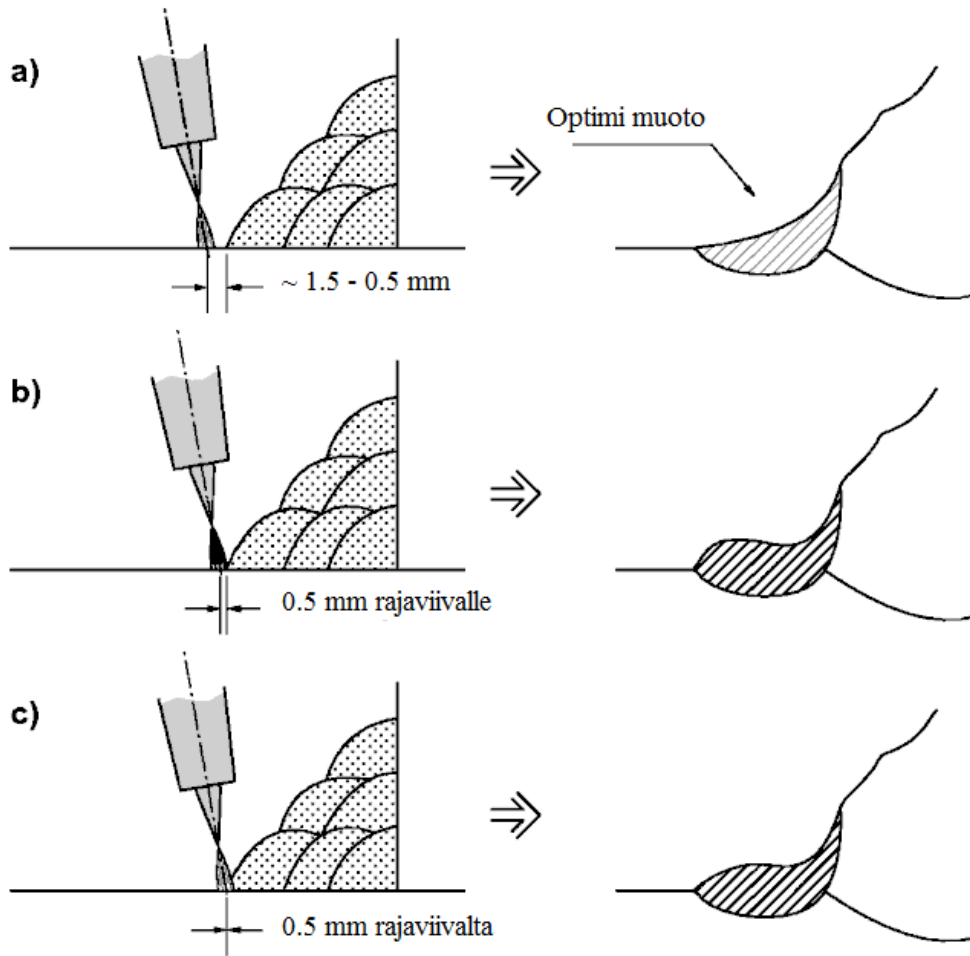 a)
Optimi muoto
~ 1.5 - 0.5 mm
b)
0.5 mm rajaviivalle
c)
0.5 mm rajaviivalta